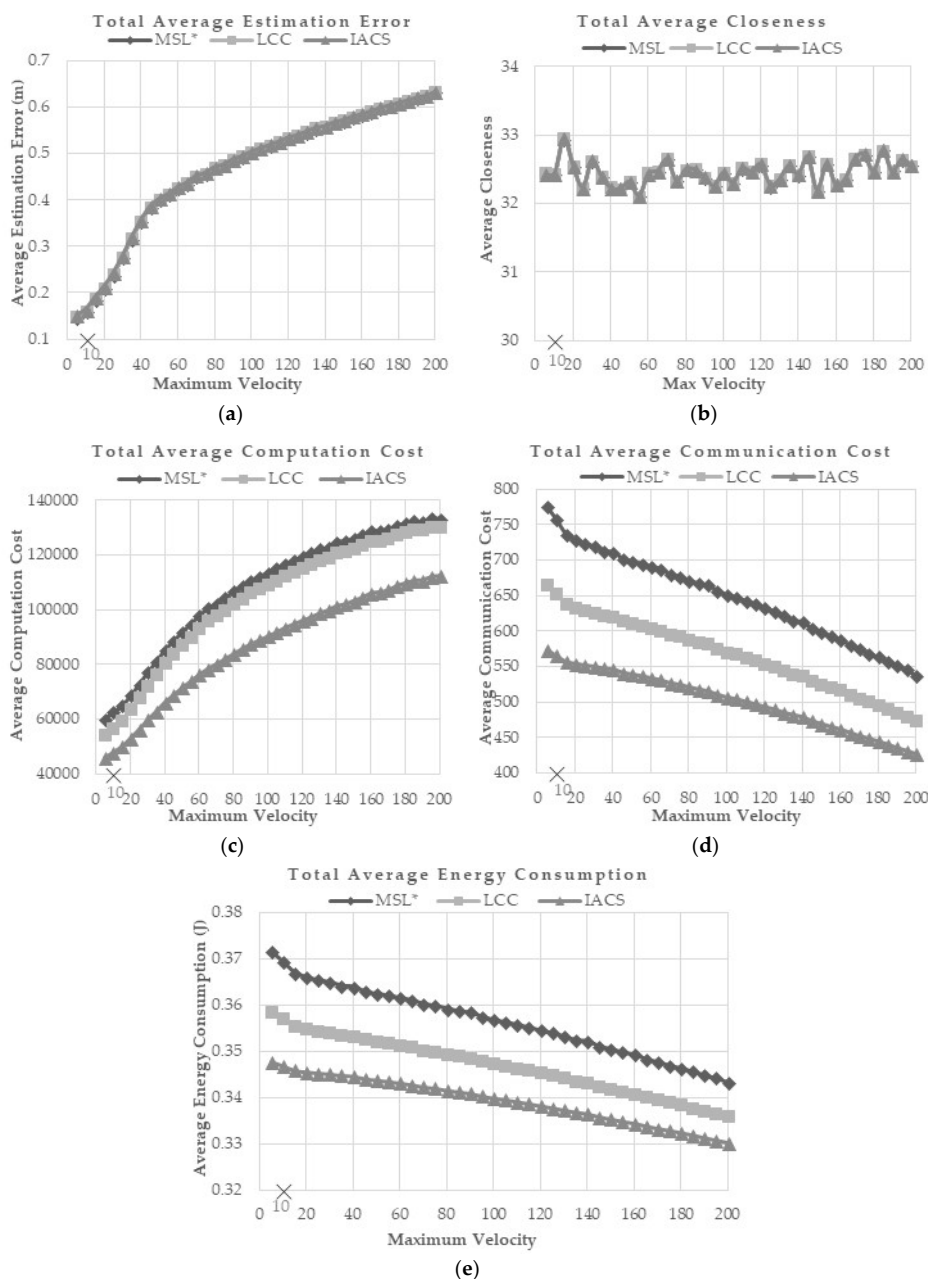 Total Average Estimation Error
MSL* LCC IACS
0.7
0.6
0.5
0.4
0.3
0.2
0.1
Average Estimation Error (m)
0 10 20 40 60 80 100 120 140 160 180 200
Maximum Velocity
(a)
Total Average Closeness
MSL LCC IACS
34
33
32
31
30
Average Closeness
0 10 20 40 60 80 100 120 140 160 180 200
Max Velocity
(b)
Total Average Computation Cost
MSL* LCC IACS
140000
120000
100000
80000
60000
40000
Average Computation Cost
0 10 20 40 60 80 100 120 140 160 180 200
Maximum Velocity
(c)
Total Average Communication Cost
MSL* LCC IACS
800
750
700
650
600
550
500
450
400
Average Communication Cost
0 10 20 40 60 80 100 120 140 160 180 200
Maximum Velocity
(d)
Total Average Energy Consumption
MSL* LCC IACS
0.38
0.37
0.36
0.35
0.34
0.33
0.32
Average Energy Consumption (J)
0 10 20 40 60 80 100 120 140 160 180 200
Maximum Velocity
(e)